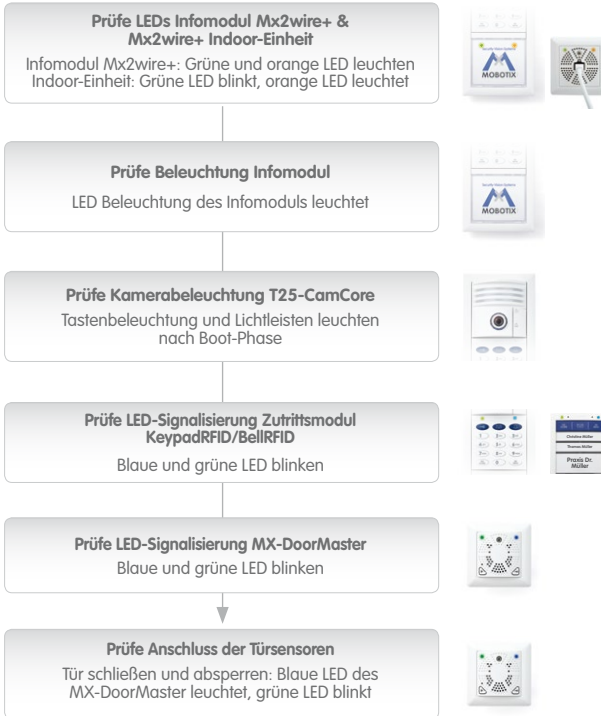 Prüfe LEDs Infomodul Mx2wire+ &
Mx2wire+ Indoor-Einheit
Infomodul Mx2wire+: Grüne und orange LED leuchten
Indoor-Einheit: Grüne LED blinkt, orange LED leuchtet
MOBOTIX
Prüfe Beleuchtung Infomodul
LED Beleuchtung des Infomoduls leuchtet
MOBOTIX
Prüfe Kamerabeleuchtung T25-CamCore
Tastenbeleuchtung und Lichtleisten leuchten
nach Boot-Phase
Prüfe LED-Signalisierung Zutrittsmodul
KeypadRFID/BellRFID
Blaue und grüne LED blinken
Christine Müller
Thomas Müller
Praxis Dr.
Müller
Prüfe LED-Signalisierung MX-DoorMaster
Blaue und grüne LED blinken
Prüfe Anschluss der Türsensoren
Tür schließen und absperren: Blaue LED des
MX-DoorMaster leuchtet, grüne LED blinkt